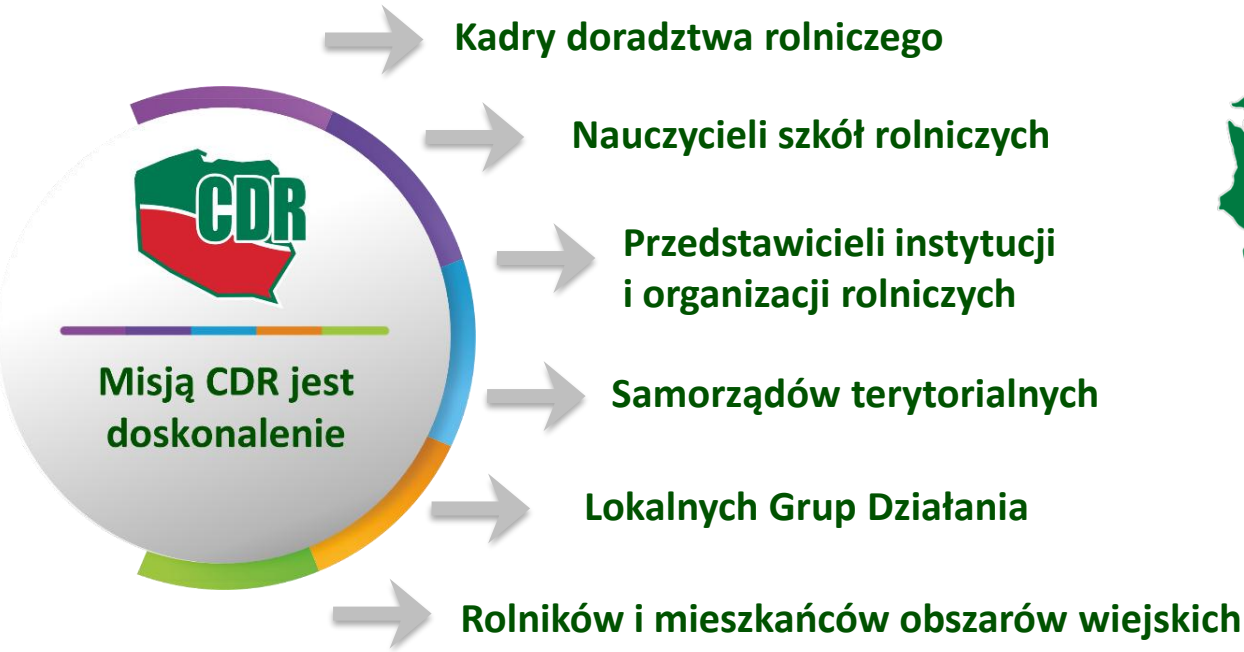 Kadry doradztwa rolniczego
Nauczycieli szkół rolniczych
CDR
Przedstawicieli instytucji
i organizacji rolniczych
Misją CDR jest
doskonalenie
Samorządów terytorialnych
Lokalnych Grup Działania
Rolników i mieszkańców obszarów wiejskich